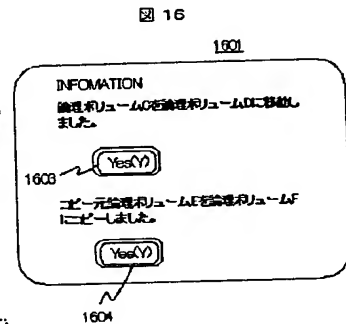 図 16
1601
INFOMATION
論理ボリュームCを論理ボリュームDに移動し
ました。
Yes(Y)
1603
コピー元論理ボリュームEを論理ボリュームF
にコピーしました。
Yes(Y)
1604